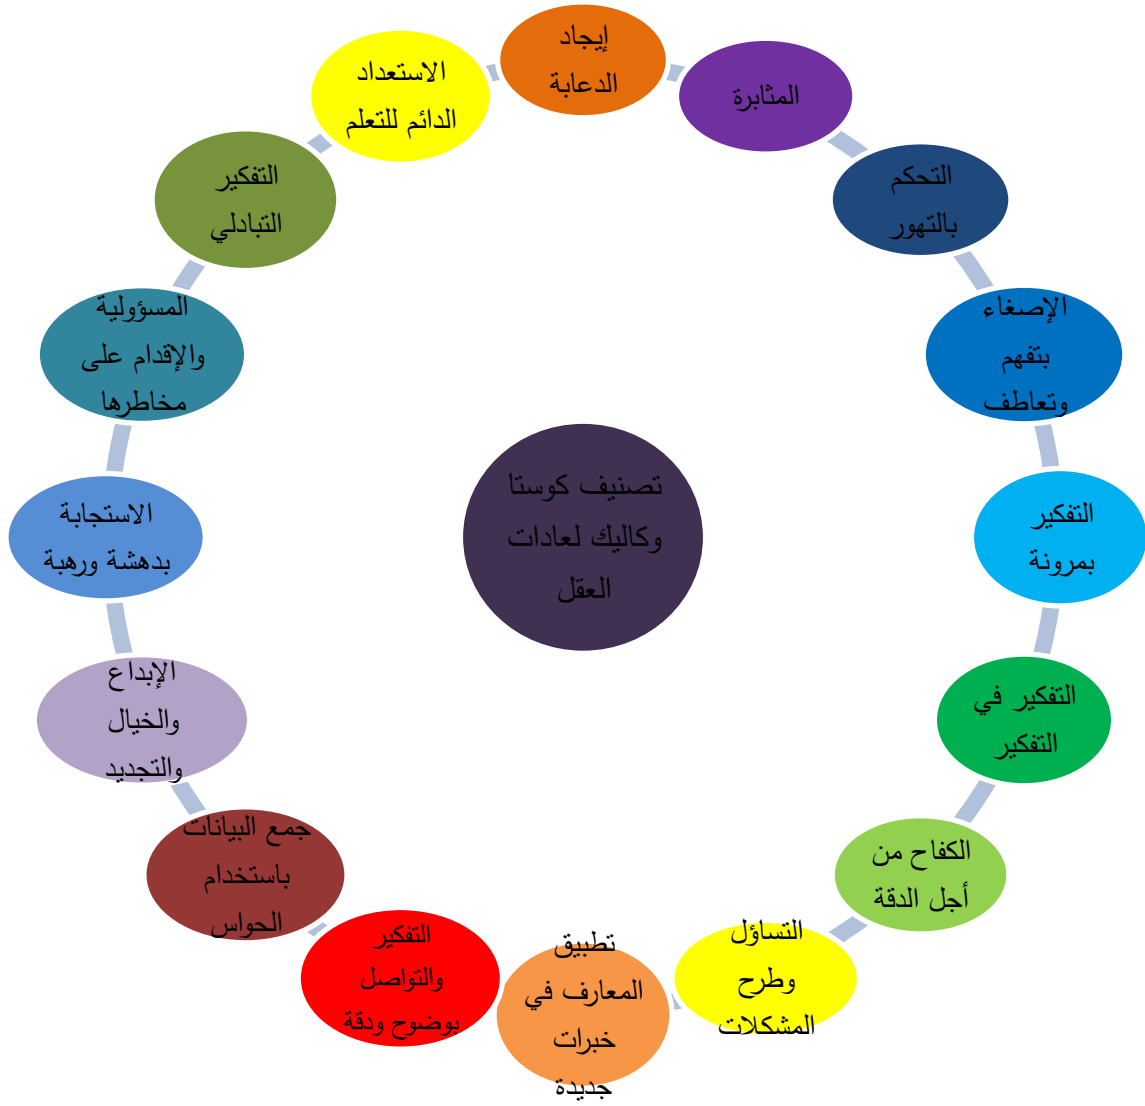 تصنيف كوستا
وكاليك لعادات
العقل
إيجاد
الدعابة
المثابرة
التحكم
بالتهور
الإصغاء
بتفهم
وتعاطف
التفكير
بمرونة
التفكير في
التفكير
الكفاح من
أجل الدقة
التساؤل
وطرح
المشكلات
تطبيق
المعارف في
خبرات
جديدة
التفكير
والتواصل
بوضوح ودقة
جمع البيانات
باستخدام
الحواس
الإبداع
والخيال
والتجديد
الاستجابة
بدهشة ورهبة
المسؤولية
والإقدام على
مخاطرها
التفكير
التبادلي
الاستعداد
الدائم للتعلم